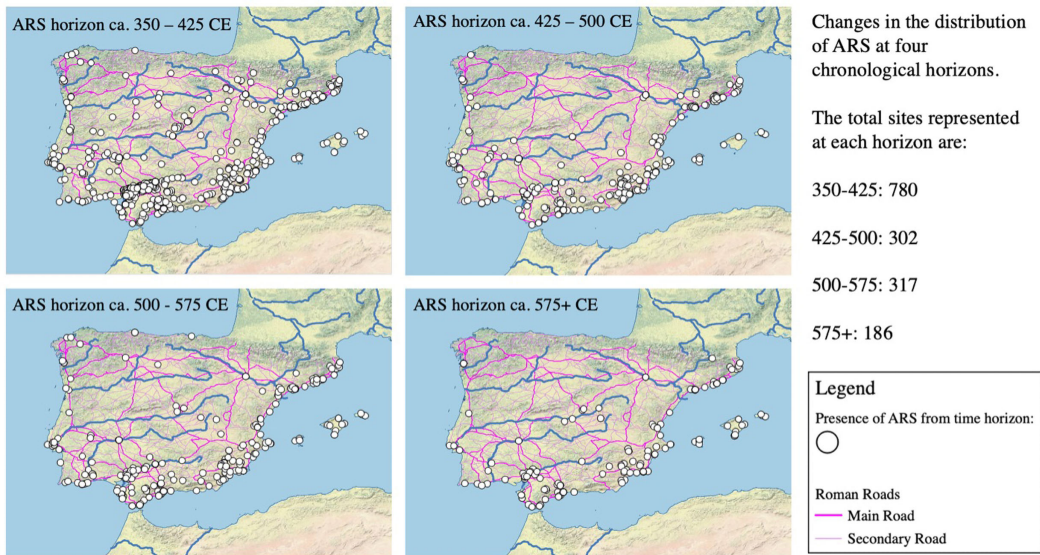 ARS horizon ca. 350 – 425 CE
ARS horizon ca. 425 – 500 CE
ARS horizon ca. 500 - 575 CE
ARS horizon ca. 575+ CE
Changes in the distribution
of ARS at four
chronological horizons.
The total sites represented
at each horizon are:
350-425: 780
425-500: 302
500-575: 317
575+: 186
Legend
Presence of ARS from time horizon:
Roman Roads
Main Road
Secondary Road